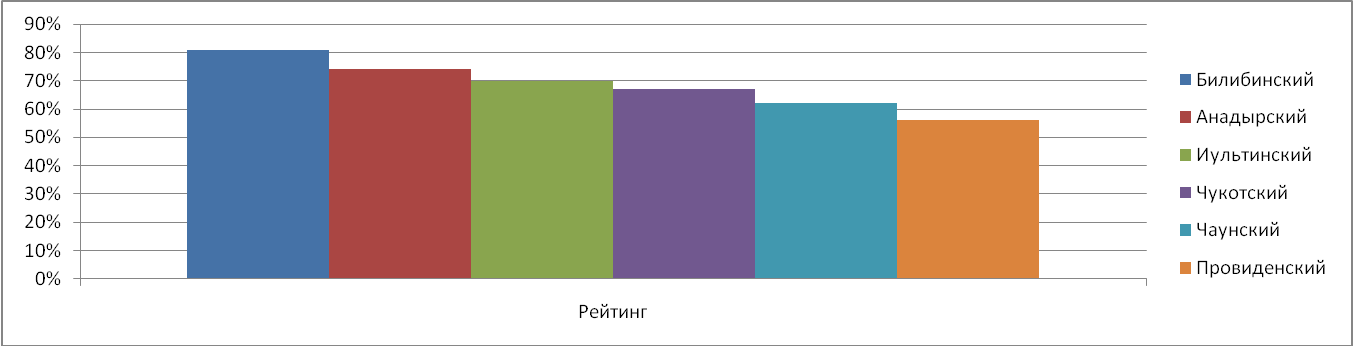 90%
80%
70%
60%
50%
40%
30%
20%
10%
0%
Рейтинг
Билибинский
Анадырский
Иультинский
Чукотский
Чаунский
Провиденский